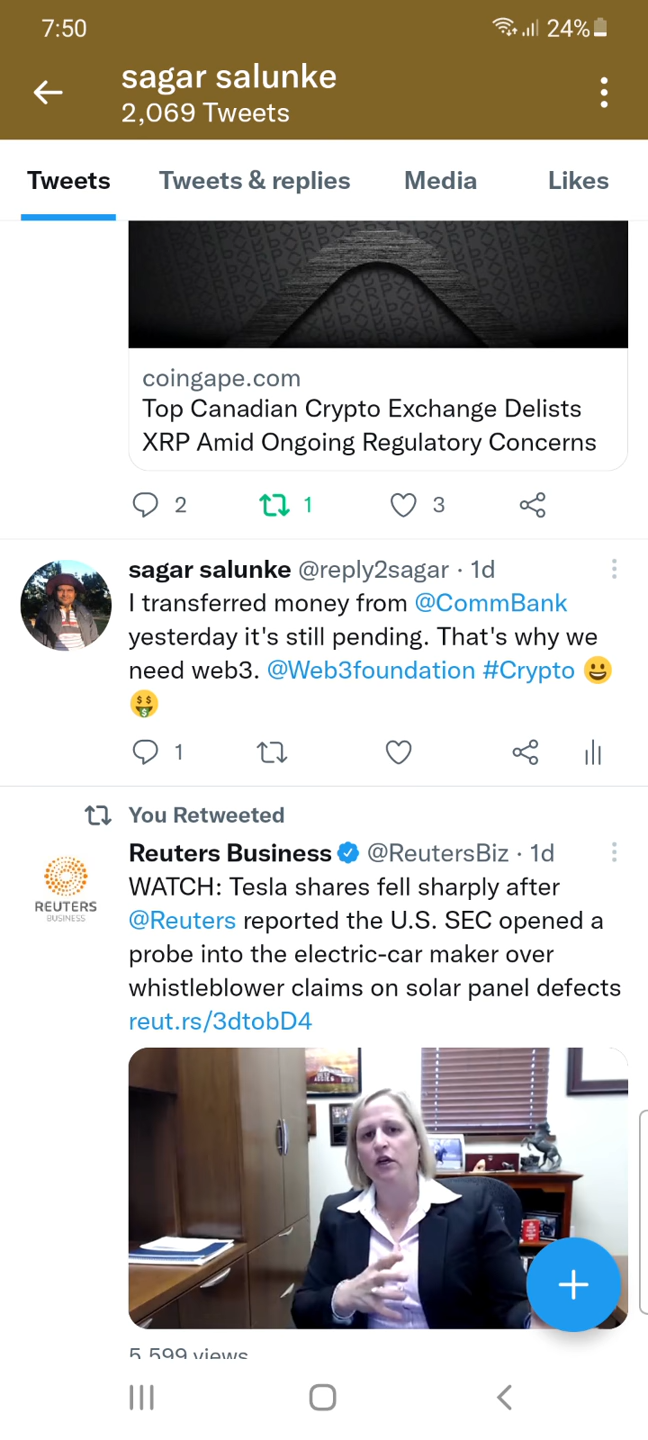 7:50
24%
sagar salunke
2,069 Tweets
Tweets
Tweets & replies
Media
Likes
coingape.com
Top Canadian Crypto Exchange Delists
XRP Amid Ongoing Regulatory Concerns
2
1
3
sagar salunke @reply2sagar · 1d
I transferred money from @CommBank
yesterday it's still pending. That's why we
need web3. @Web3foundation #Crypto 😀
🤑
1
You Retweeted
Reuters Business @ReutersBiz · 1d
REUTERS
BUSINESS
WATCH: Tesla shares fell sharply after
@Reuters reported the U.S. SEC opened a
probe into the electric-car maker over
whistleblower claims on solar panel defects
reut.rs/3dtobD4
5,599 views